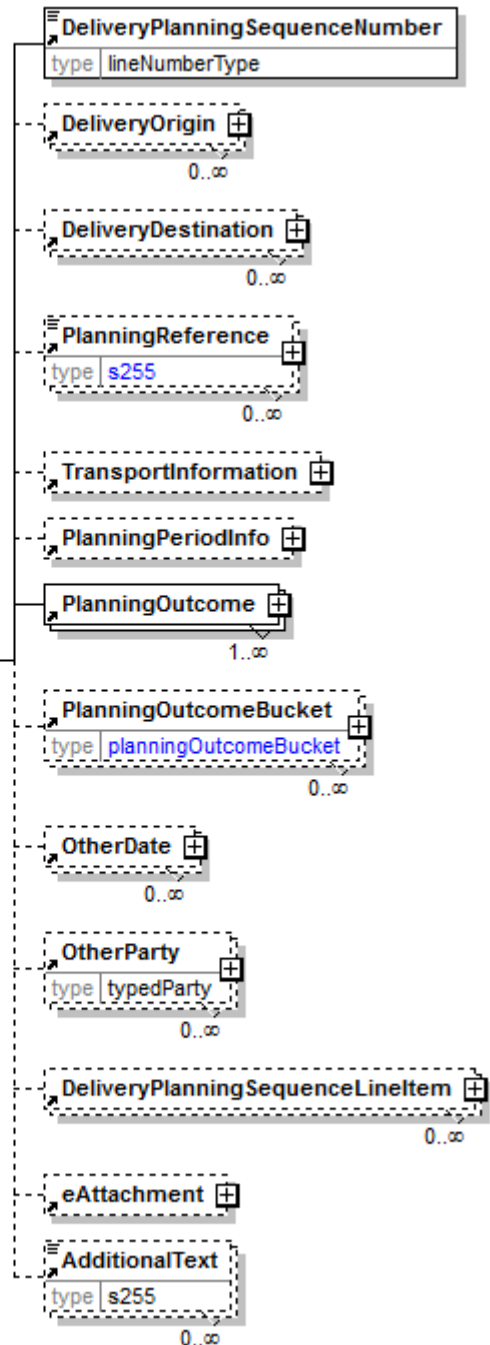 DeliveryPlanningSequenceNumber
type lineNumberType
DeliveryOrigin
0..∞
DeliveryDestination
0..∞
PlanningReference
type s255
0..∞
TransportInformation
PlanningPeriodInfo
PlanningOutcome
1..∞
PlanningOutcomeBucket
type planningOutcomeBucket
0..∞
OtherDate
0..∞
OtherParty
type typedParty
0..∞
DeliveryPlanningSequenceLineItem
0..∞
eAttachment
AdditionalText
type s255
0..∞